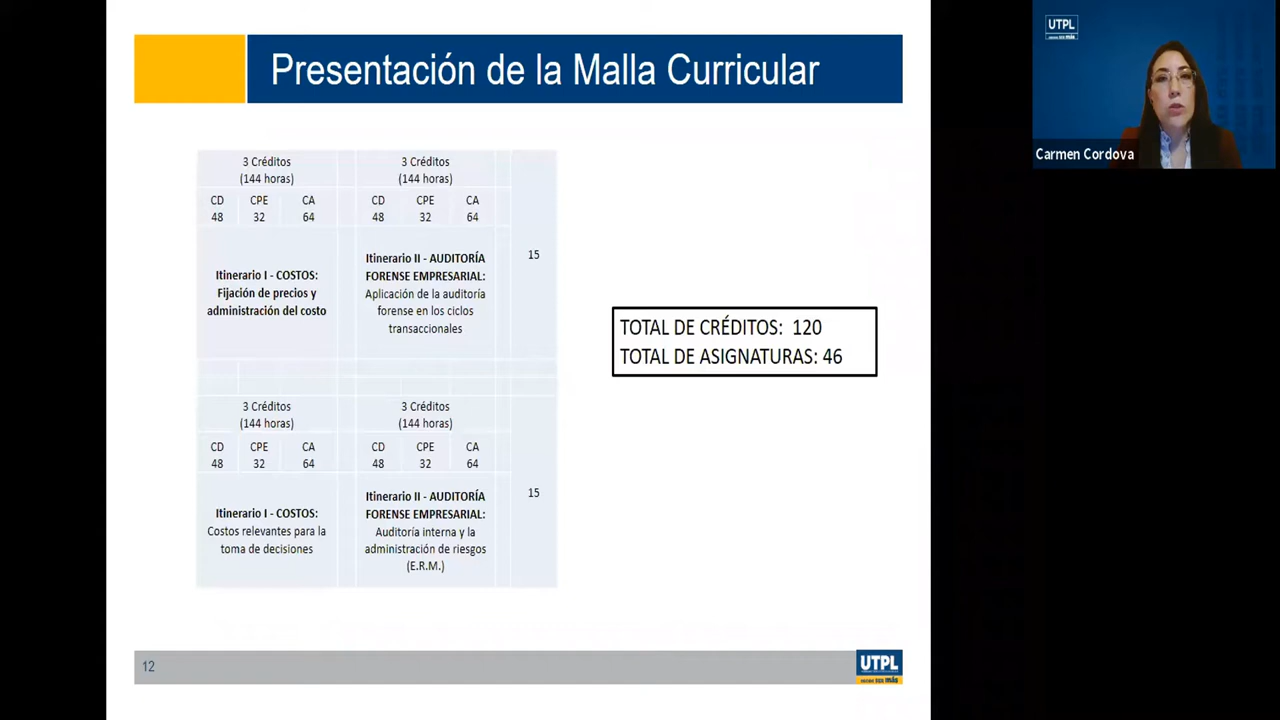 Presentación de la Malla Curricular
3 Créditos
(144 horas)
3 Créditos
(144 horas)
CD CPE CA
48 32 64
CD CPE CA
48 32 64
Itinerario I - COSTOS:
Fijación de precios y
administración del costo
Itinerario II - AUDITORÍA
FORENSE EMPRESARIAL:
Aplicación de la auditoría
forense en los ciclos
transaccionales
15
3 Créditos
(144 horas)
3 Créditos
(144 horas)
CD CPE CA
48 32 64
CD CPE CA
48 32 64
Itinerario I - COSTOS:
Costos relevantes para la
toma de decisiones
Itinerario II - AUDITORÍA
FORENSE EMPRESARIAL:
Auditoría interna y la
administración de riesgos
(E.R.M.)
15
TOTAL DE CRÉDITOS: 120
TOTAL DE ASIGNATURAS: 46
12
UTPL
UTPL
Carmen Cordova